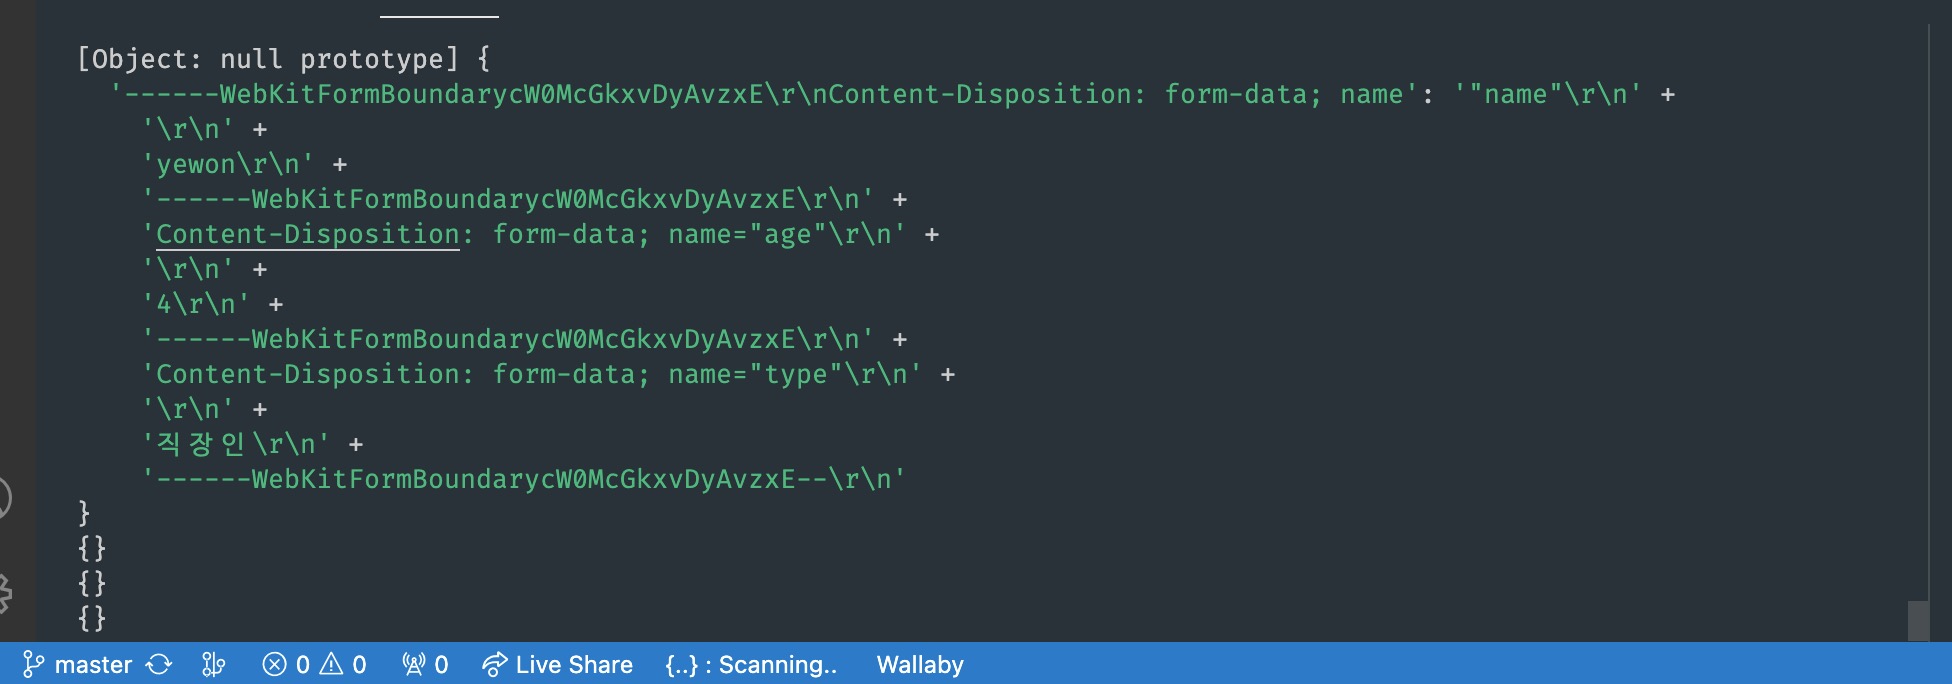 [Object: null prototype] {
'------WebKitFormBoundarycW0McGkxvDyAvzxE\r\nContent-Disposition: form-data; name': '"name"\r\n' +
'\r\n' +
'yewon\r\n' +
'------WebKitFormBoundarycW0McGkxvDyAvzxE\r\n' +
'Content-Disposition: form-data; name="age"\r\n' +
'\r\n' +
'4\r\n' +
'------WebKitFormBoundarycW0McGkxvDyAvzxE\r\n' +
'Content-Disposition: form-data; name="type"\r\n' +
'\r\n' +
'직장인\r\n' +
'------WebKitFormBoundarycW0McGkxvDyAvzxE--\r\n'
}
{}
{}
{}
master 0 0 0 Live Share {..} : Scanning.. Wallaby